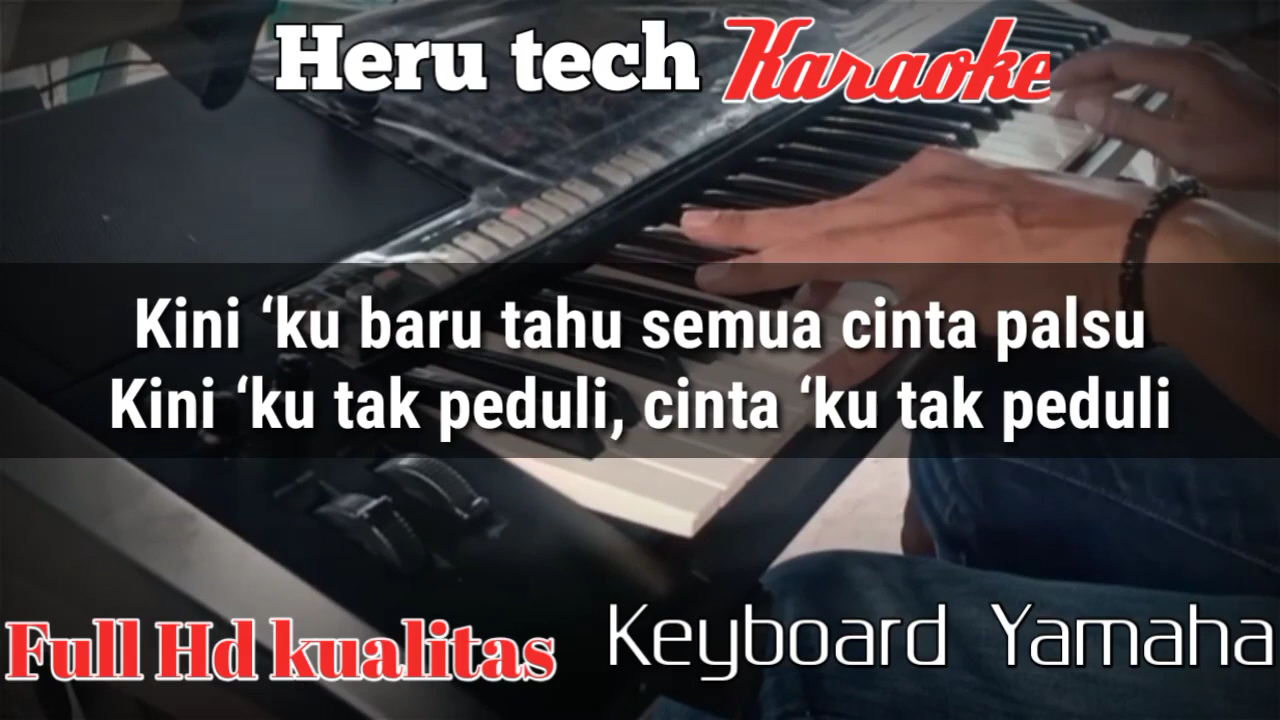 Heru tech Karaoke
Kini ‘ku baru tahu semua cinta palsu
Kini ‘ku tak peduli, cinta ‘ku tak peduli
Full Hd kualitas
Keyboard Yamaha